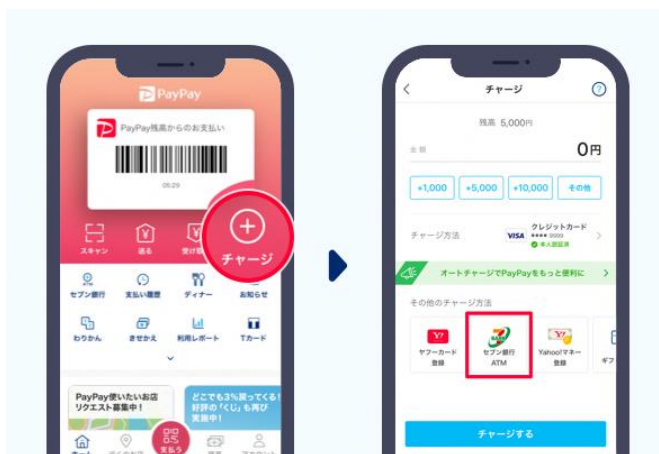 PayPay
PayPay残高からのお支払い
05:29
スキャン
送る
チャージ
セブン銀行
支払い履歴
ディナー
お知らせ
わりかん
きせかえ
利用レポート
Tカード
PayPay使いたいお店
リクエスト募集中！
どこでも3%戻ってくる！
好評の「くじ」も再び
実施中！
支払う
チャージ
?
残高 5,000円
金額
0円
+1,000
+5,000
+10,000
その他
チャージ方法
VISA
クレジットカード
本人認証済
オートチャージでPayPayをもっと便利に
その他のチャージ方法
ヤフーカード
登録
セブン銀行
ATM
Yahoo!マネー
登録
チャージする